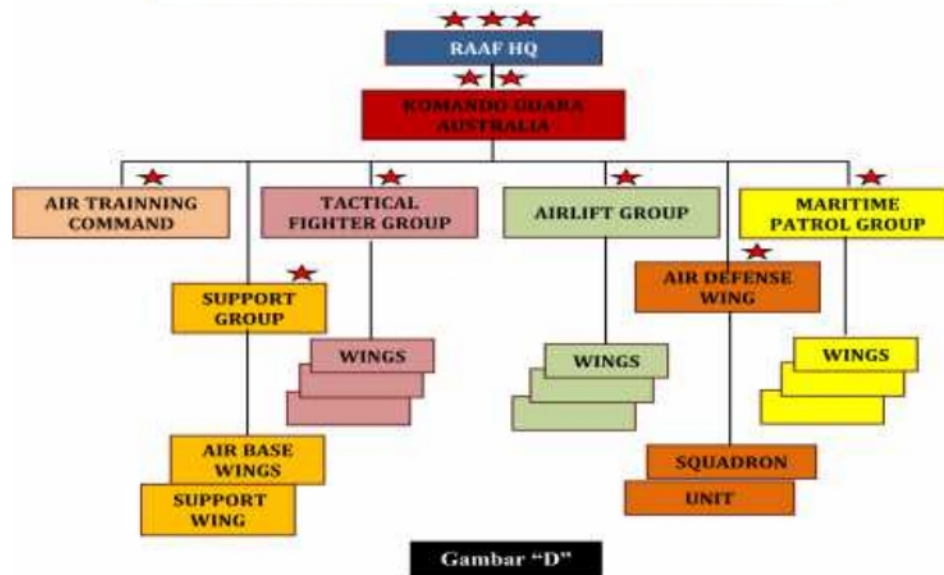 RAAF HQ
KOMANDO UDARA
AUSTRALIA
AIR TRAINNING
COMMAND
TACTICAL
FIGHTER GROUP
AIRLIFT GROUP
MARITIME
PATROL GROUP
SUPPORT
GROUP
AIR DEFENSE
WING
WINGS
WINGS
WINGS
AIR BASE
WINGS
SUPPORT
WING
SQUADRON
UNIT
Gambar “D”